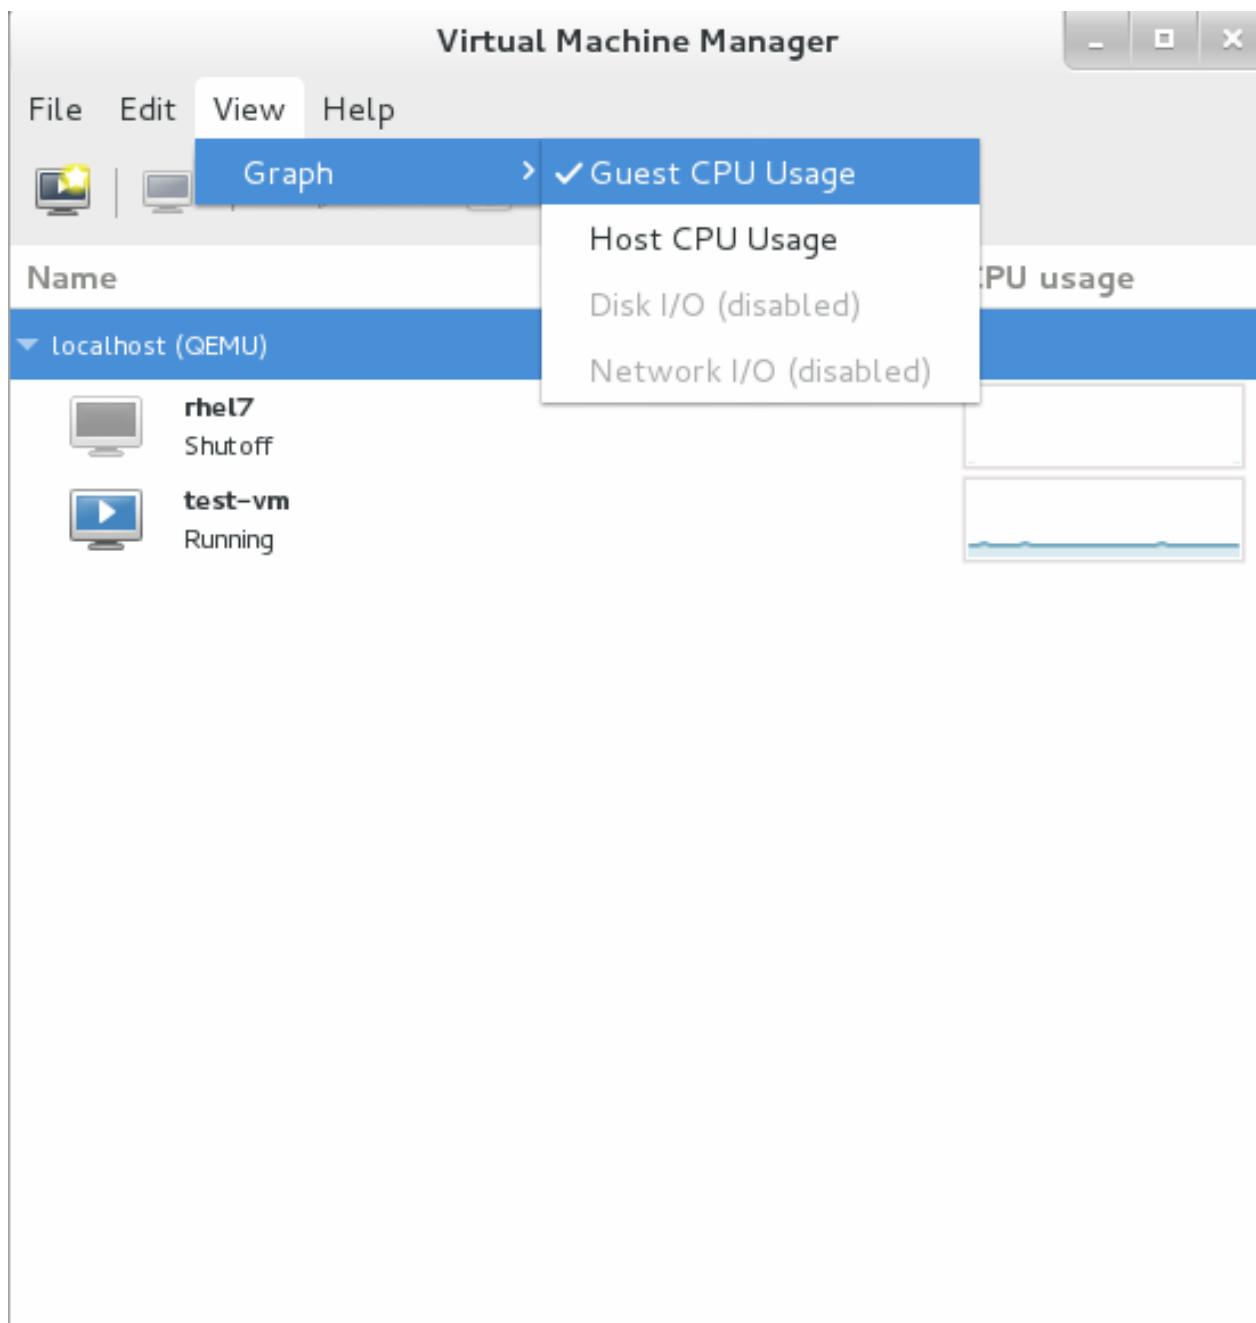 Virtual Machine Manager
File Edit View Help
Graph
Guest CPU Usage
Host CPU Usage
Disk I/O (disabled)
Network I/O (disabled)
Name
CPU usage
localhost (QEMU)
rhel7
Shutoff
test-vm
Running